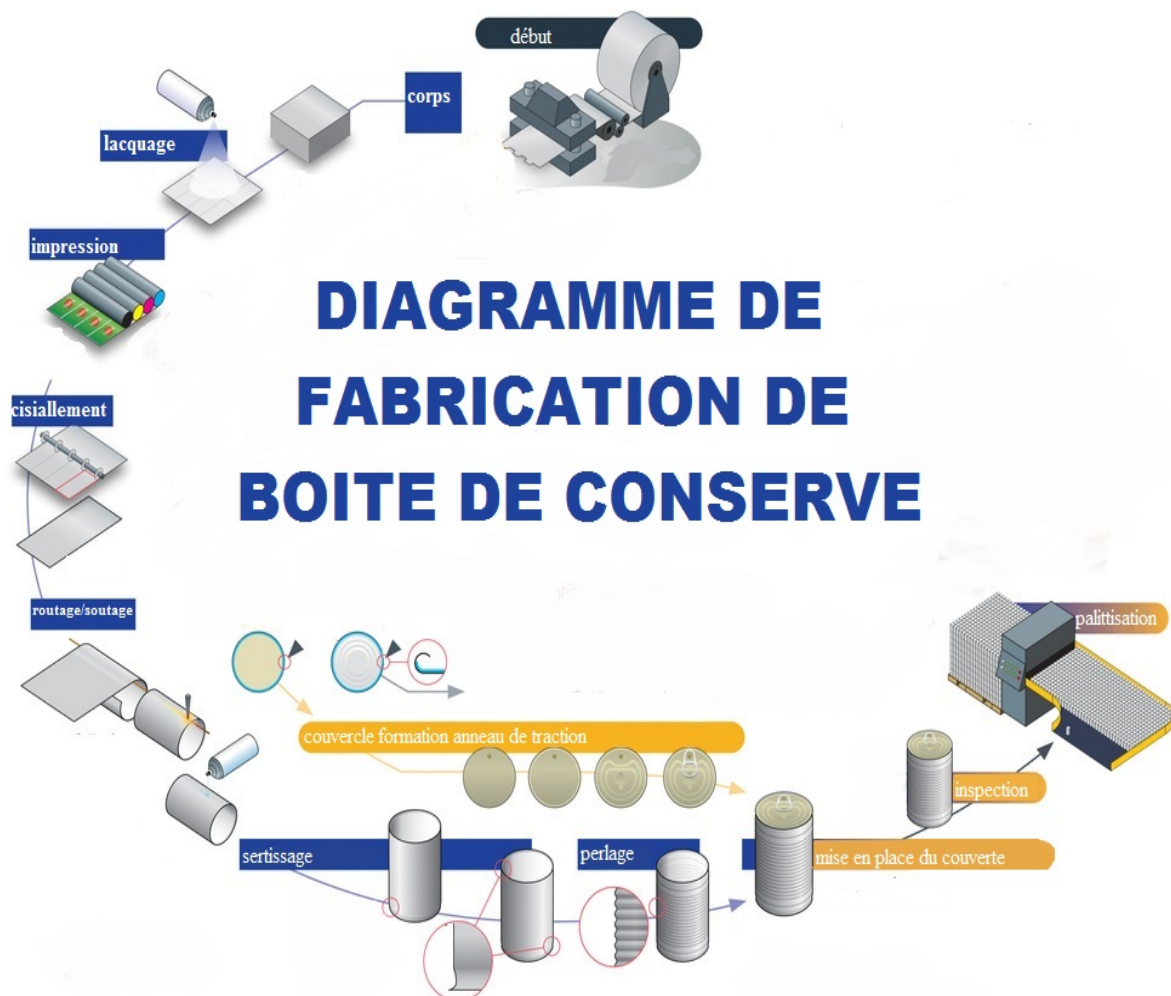 début
corps
lacquage
impression
DIAGRAMME DE
FABRICATION DE
BOITE DE CONSERVE
cisiallement
routage/soutage
palittisation
couvercle formation anneau de traction
inspection
sertissage
perlage
mise en place du couverte